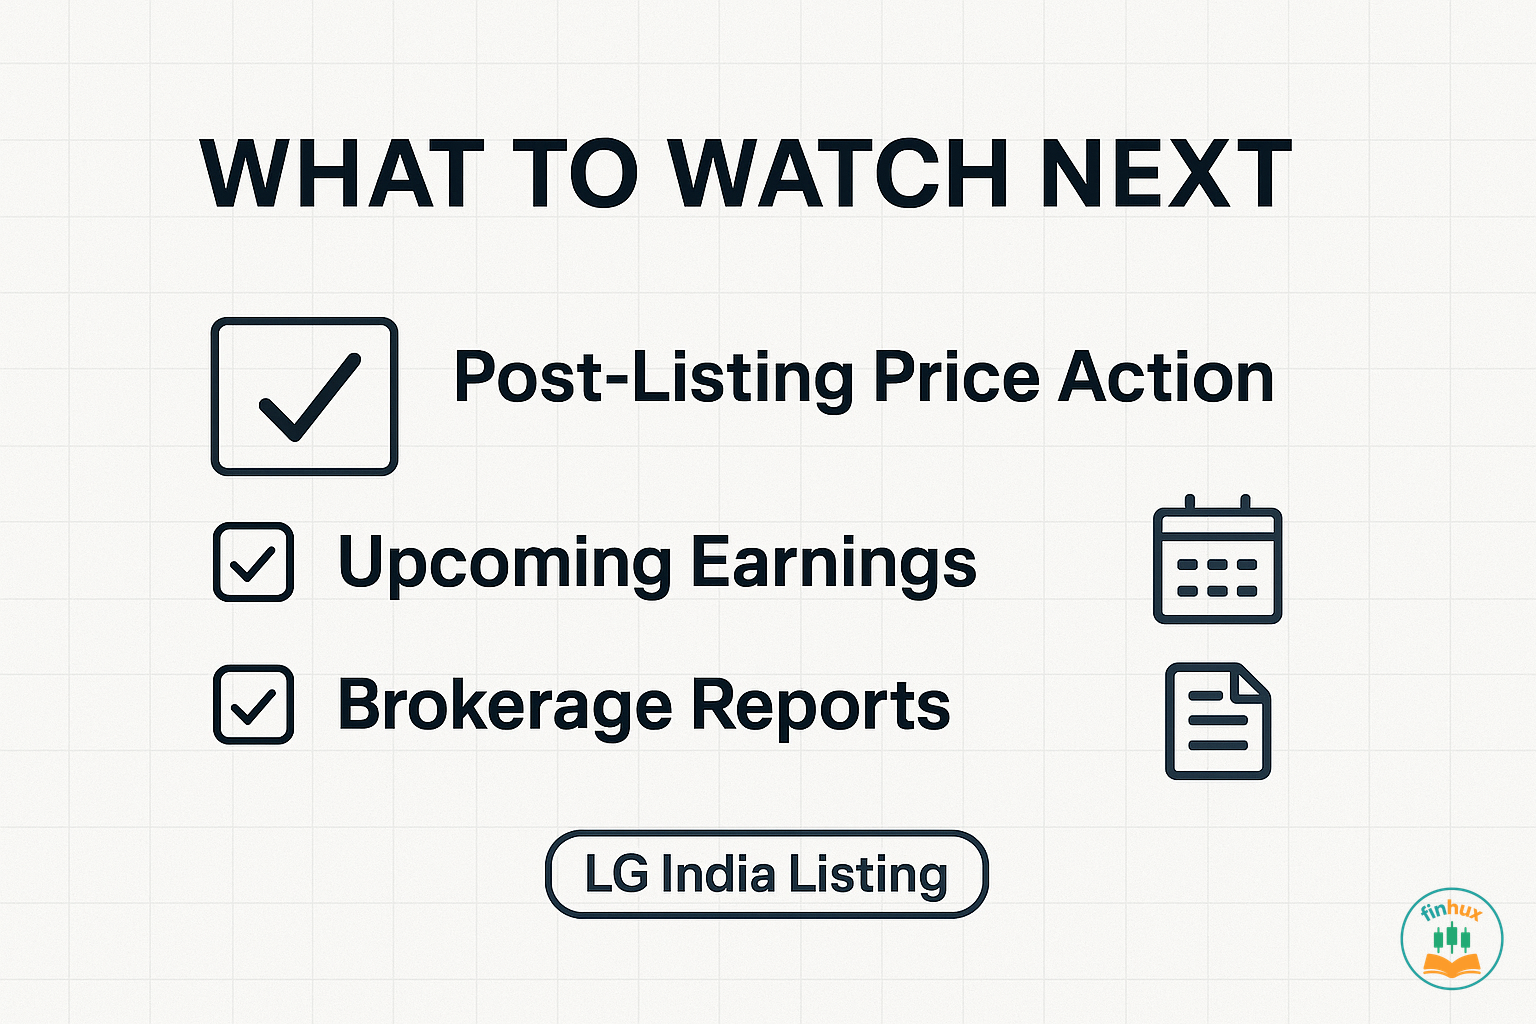 WHAT TO WATCH NEXT
Post-Listing Price Action
Upcoming Earnings
Brokerage Reports
LG India Listing
finhux